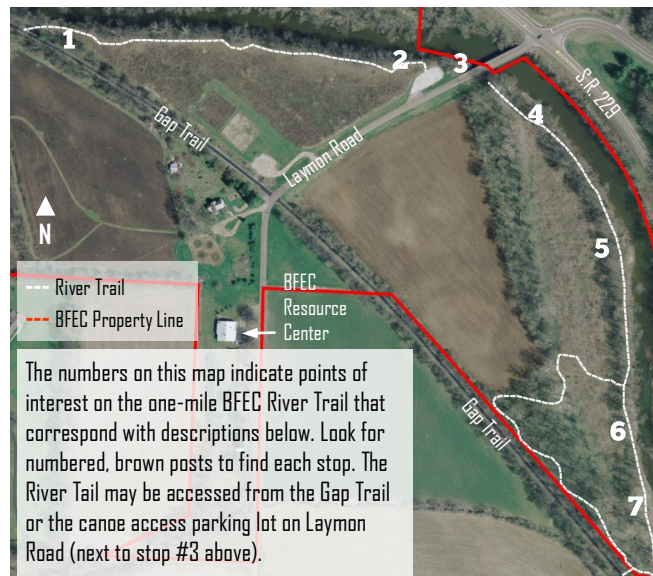 1
2
3
S.R. 229
4
Gap Trail
Laymon Road
N
5
River Trail
BFEC Property Line
BFEC
Resource
Center
The numbers on this map indicate points of
interest on the one-mile BFEC River Trail that
correspond with descriptions below. Look for
numbered, brown posts to find each stop. The
River Tail may be accessed from the Gap Trail
or the canoe access parking lot on Laymon
Road (next to stop #3 above).
Gap Trail
6
7